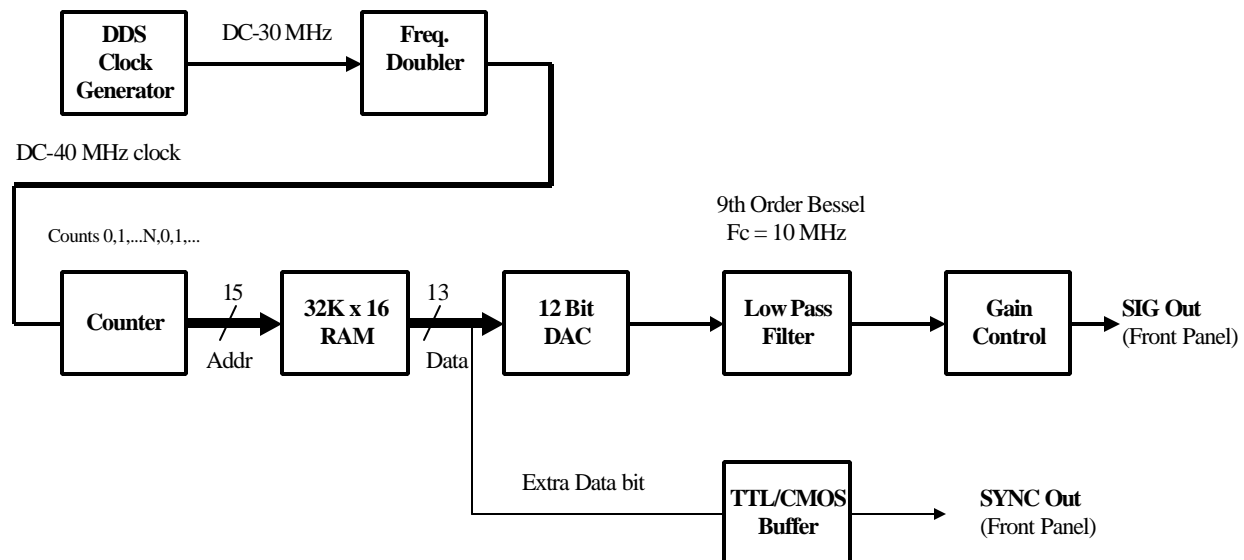 DDS
Clock
Generator
DC-30 MHz
Freq.
Doubler
DC-40 MHz clock
9th Order Bessel
Fc = 10 MHz
Counts 0,1,...N,0,1,...
Counter
15
Addr
32K x 16
RAM
13
Data
12 Bit
DAC
Low Pass
Filter
Gain
Control
SIG Out
(Front Panel)
Extra Data bit
TTL/CMOS
Buffer
SYNC Out
(Front Panel)